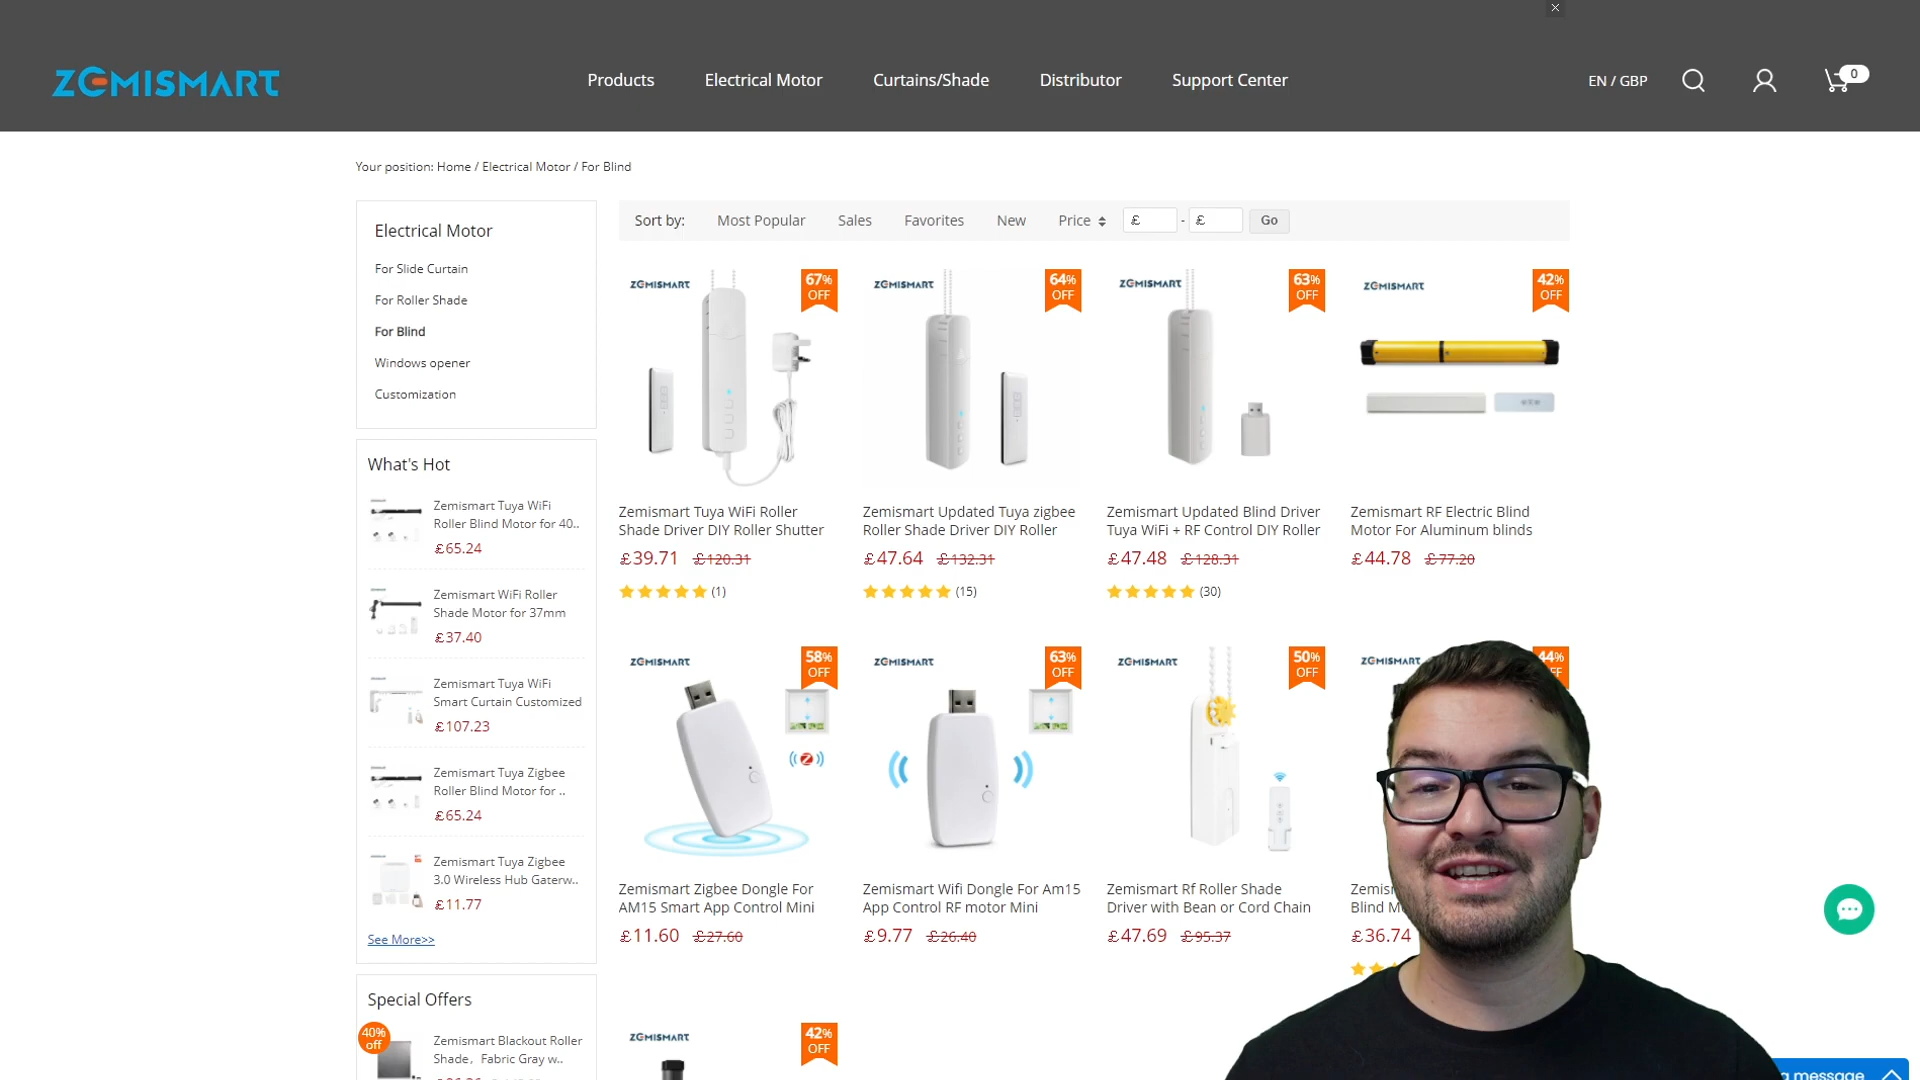 ZEMISMART
Products
Electrical Motor
Curtains/Shade
Distributor
Support Center
EN / GBP
0
Your position: Home / Electrical Motor / For Blind
Electrical Motor
For Slide Curtain
For Roller Shade
For Blind
Windows opener
Customization
What's Hot
Zemismart Tuya WiFi
Roller Blind Motor for 40..
£65.24
Zemismart WiFi Roller
Shade Motor for 37mm
£37.40
Zemismart Tuya WiFi
Smart Curtain Customized
£107.23
Zemismart Tuya Zigbee
Roller Blind Motor for ..
£65.24
Zemismart Tuya Zigbee
3.0 Wireless Hub Gaterw..
£11.77
See More>>
Special Offers
40%
off
Zemismart Blackout Roller
Shade，Fabric Gray w..
Sort by:
Most Popular
Sales
Favorites
New
Price
£
-
£
Go
ZEMISMART
67%
OFF
Zemismart Tuya WiFi Roller
Shade Driver DIY Roller Shutter
£39.71 £120.31
(1)
ZEMISMART
64%
OFF
Zemismart Updated Tuya zigbee
Roller Shade Driver DIY Roller
£47.64 £132.31
(15)
ZEMISMART
63%
OFF
Zemismart Updated Blind Driver
Tuya WiFi + RF Control DIY Roller
£47.48 £128.31
(30)
ZEMISMART
42%
OFF
Zemismart RF Electric Blind
Motor For Aluminum blinds
£44.78 £77.20
ZEMISMART
58%
OFF
Zemismart Zigbee Dongle For
AM15 Smart App Control Mini
£11.60 £27.60
ZEMISMART
63%
OFF
Zemismart Wifi Dongle For Am15
App Control RF motor Mini
£9.77 £26.40
ZEMISMART
50%
OFF
Zemismart Rf Roller Shade
Driver with Bean or Cord Chain
£47.69 £95.37
ZEMISMART
44%
Blind
£36.74
ZEMISMART
42%
OFF
message